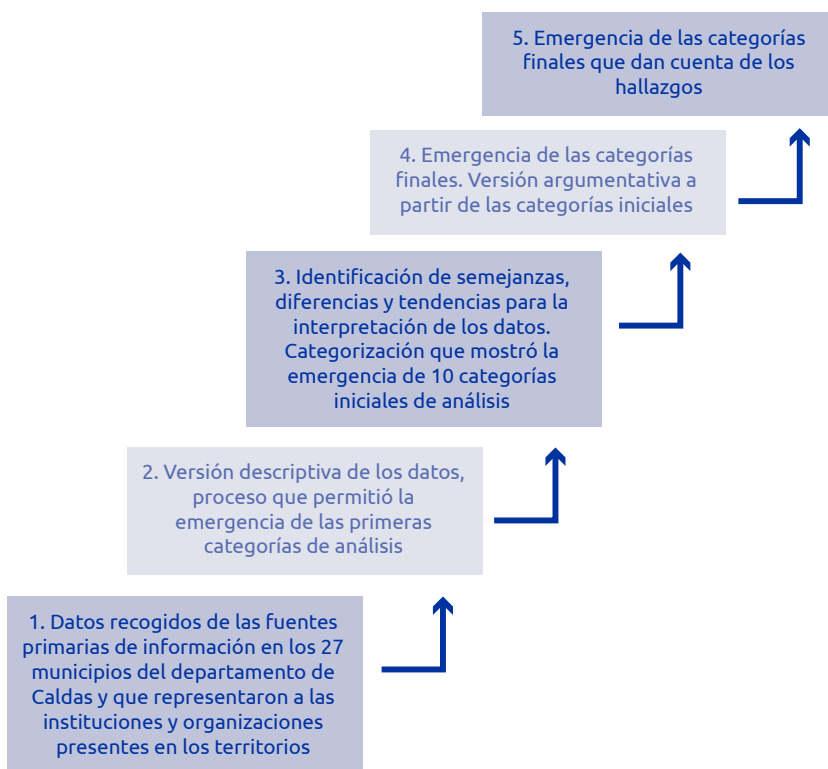 5. Emergencia de las categorías
finales que dan cuenta de los
hallazgos
4. Emergencia de las categorías
finales. Versión argumentativa a
partir de las categorías iniciales
3. Identificación de semejanzas,
diferencias y tendencias para la
interpretación de los datos.
Categorización que mostró la
emergencia de 10 categorías
iniciales de análisis
2. Versión descriptiva de los datos,
proceso que permitió la
emergencia de las primeras
categorías de análisis
1. Datos recogidos de las fuentes
primarias de información en los 27
municipios del departamento de
Caldas y que representaron a las
instituciones y organizaciones
presentes en los territorios